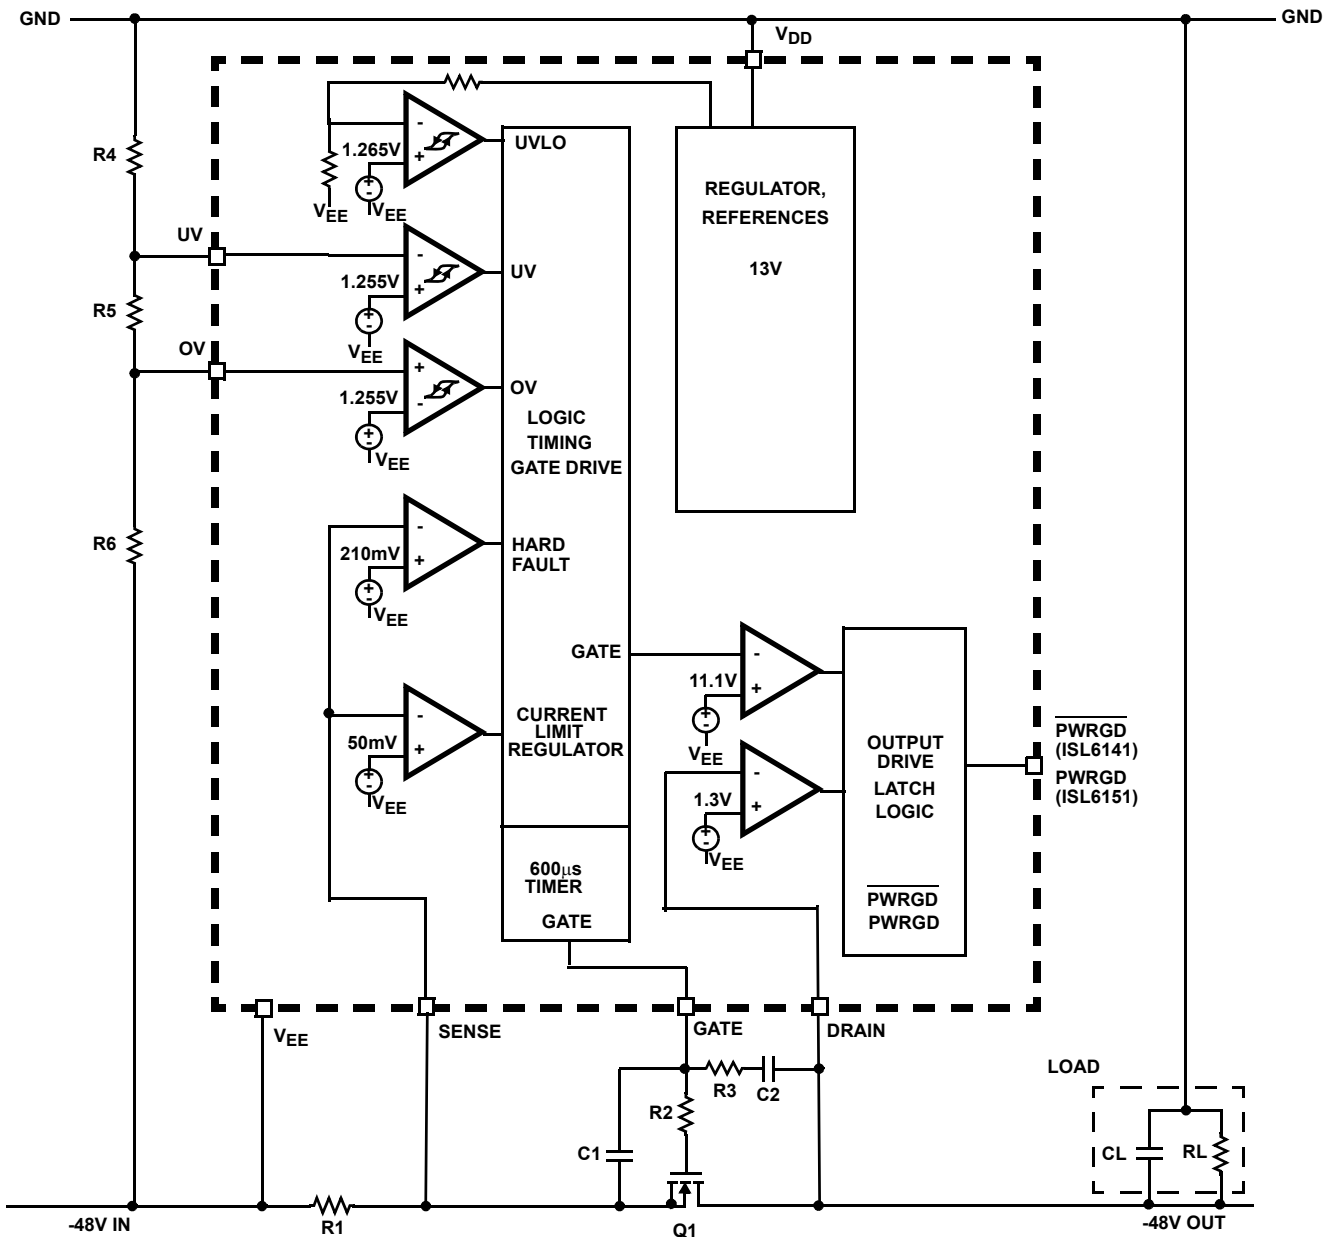 GND
GND
VDD
R4
1.265V
UVLO
VEE
VEE
REGULATOR,
REFERENCES
13V
UV
1.255V
UV
VEE
R5
OV
1.255V
OV
VEE
LOGIC
TIMING
GATE DRIVE
R6
210mV
HARD
FAULT
VEE
GATE
11.1V
VEE
50mV
CURRENT
LIMIT
REGULATOR
VEE
1.3V
VEE
OUTPUT
DRIVE
LATCH
LOGIC
PWRGD
PWRGD
PWRGD
(ISL6141)
PWRGD
(ISL6151)
600μs
TIMER
GATE
VEE
SENSE
GATE
DRAIN
R3
C2
R2
C1
LOAD
CL
RL
-48V IN
R1
Q1
-48V OUT
+
-
+
-
+
-
+
-
+
-
+
-
+
-
-
+
-
+
+
-
-
+
-
+
-
+
-
+